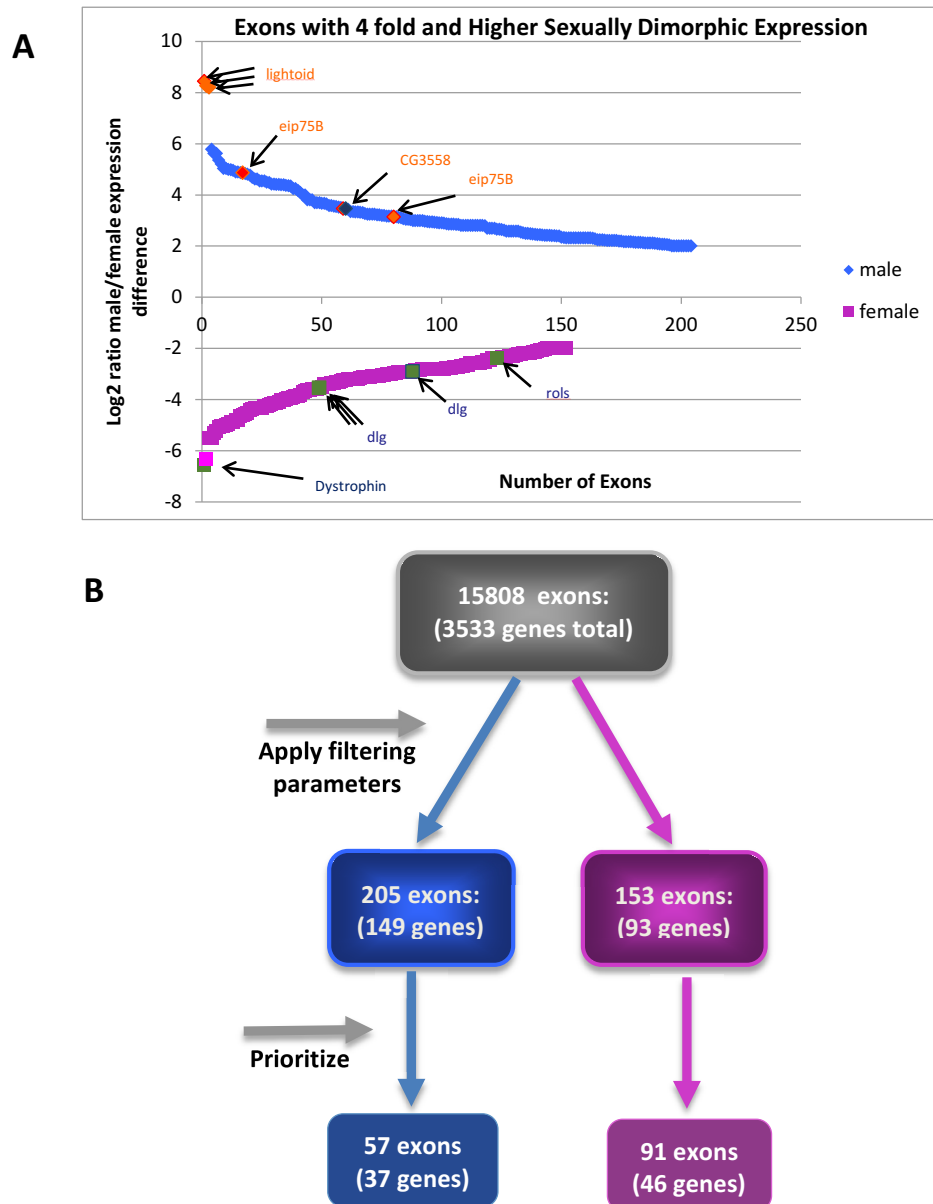 A
Exons with 4 fold and Higher Sexually Dimorphic Expression
Log2 ratio male/female expression
difference
10
8
6
4
2
0
-2
-4
-6
-8
0
50
100
150
200
250
lightoid
eip75B
CG3558
eip75B
male
female
rols
dlg
dlg
Dystrophin
Number of Exons
B
15808 exons:
(3533 genes total)
Apply filtering
parameters
205 exons:
(149 genes)
153 exons:
(93 genes)
Prioritize
57 exons
(37 genes)
91 exons
(46 genes)